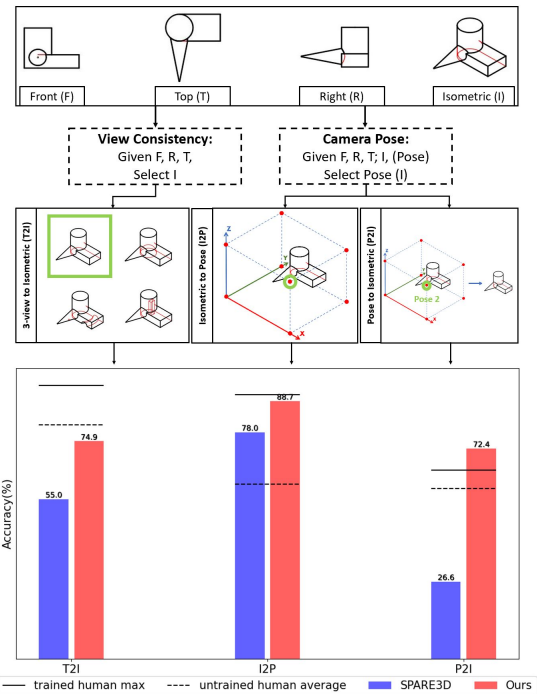 Front (F)
Top (T)
Right (R)
Isometric (I)
View Consistency:
Given F, R, T,
Select I
Camera Pose:
Given F, R, T; I, (Pose)
Select Pose (I)
3-view to Isometric (T2I)
Isometric to Pose (I2P)
Z
Y
X
Pose to Isometric (P2I)
Z
Y
X
Pose 2
Accuracy(%)
55.0
74.9
78.0
88.7
26.6
72.4
T2I
I2P
P2I
trained human max
untrained human average
SPARE3D
Ours